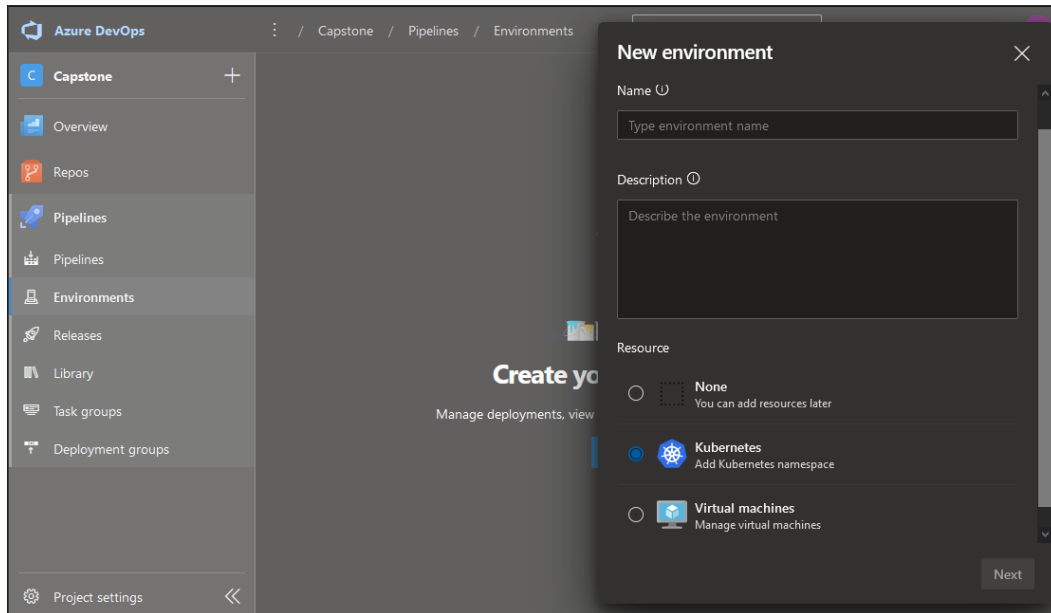 Azure DevOps
/ Capstone / Pipelines / Environments
C Capstone
Overview
Repos
Pipelines
Pipelines
Environments
Releases
Library
Task groups
Deployment groups
Project settings
Create yo
Manage deployments, view
New environment
Name
Type environment name
Description
Describe the environment
Resource
None
You can add resources later
Kubernetes
Add Kubernetes namespace
Virtual machines
Manage virtual machines
Next